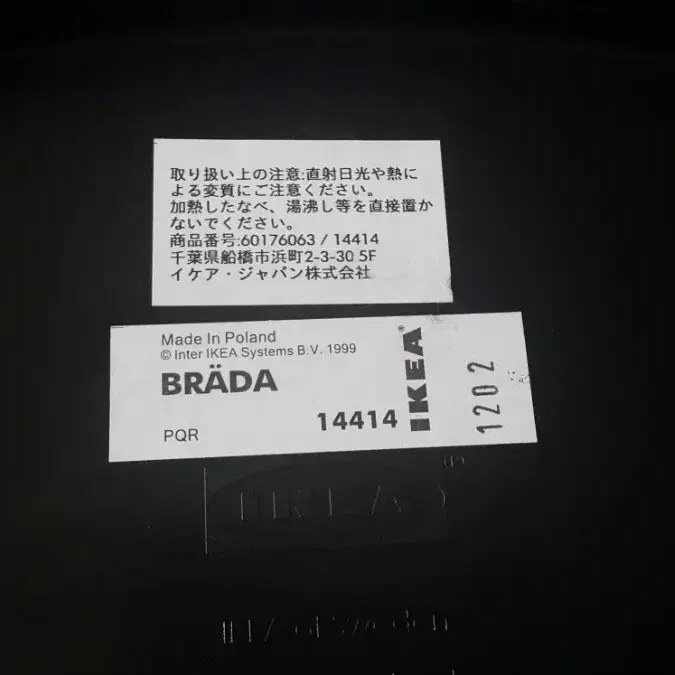 取り扱い上の注意:直射日光や熱に
よる変質にご注意ください。
加熱したなべ、湯沸し等を直接置か
ないでください。
商品番号:60176063 / 14414
千葉県船橋市浜町2-3-30 5F
イケア・ジャパン株式会社
Made In Poland
© Inter IKEA Systems B.V. 1999
BRÄDA
14414
PQR
IKEA®
1202
IKEA
of Sweden